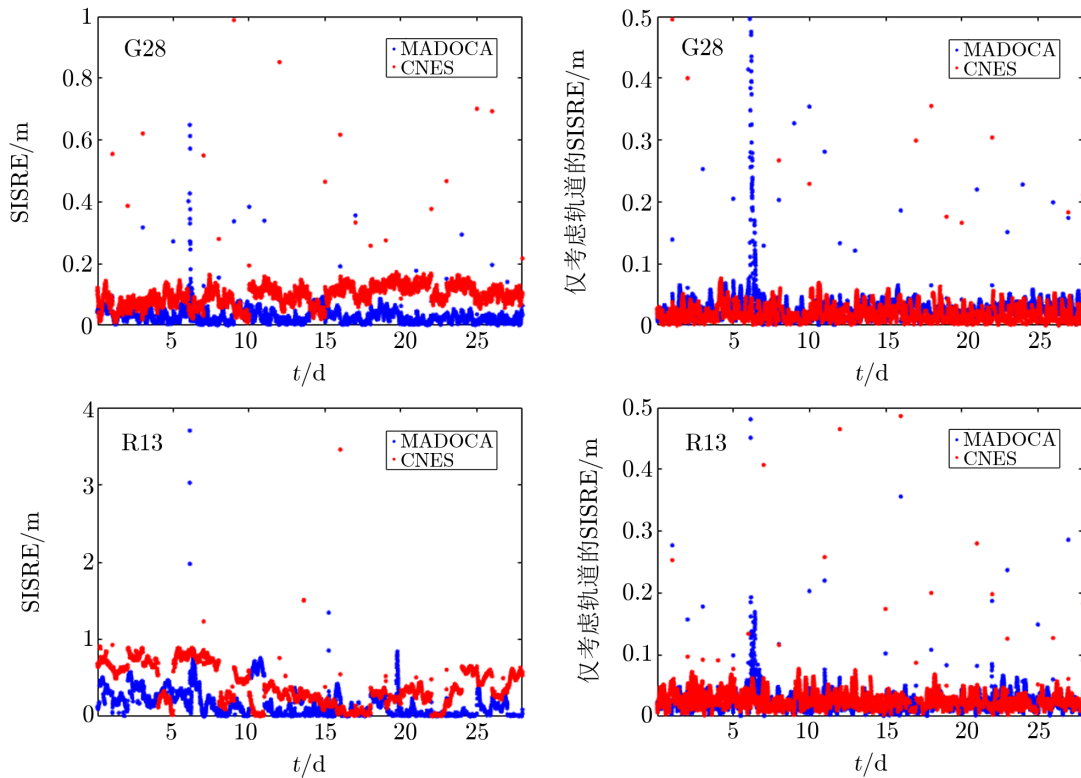 G28
MADOCA
CNES
SISRE/m
1
0.8
0.6
0.4
0.2
0
5
10
15
20
25
t/d
G28
MADOCA
CNES
仅考虑轨道的SISRE/m
0.5
0.4
0.3
0.2
0.1
0
5
10
15
20
25
t/d
R13
MADOCA
CNES
SISRE/m
4
3
2
1
0
5
10
15
20
25
t/d
R13
MADOCA
CNES
仅考虑轨道的SISRE/m
0.5
0.4
0.3
0.2
0.1
0
5
10
15
20
25
t/d